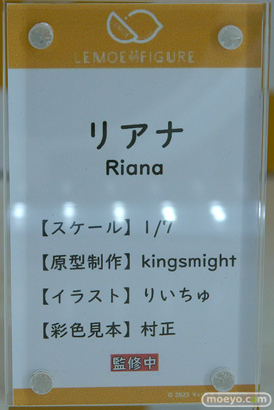 LEMOE萌FIGURE
リアナ
Riana
【スケール】1/7
【原型制作】kingsmight
【イラスト】りいちゅ
【彩色見本】村正
監修中
© 2023
moeyo.com